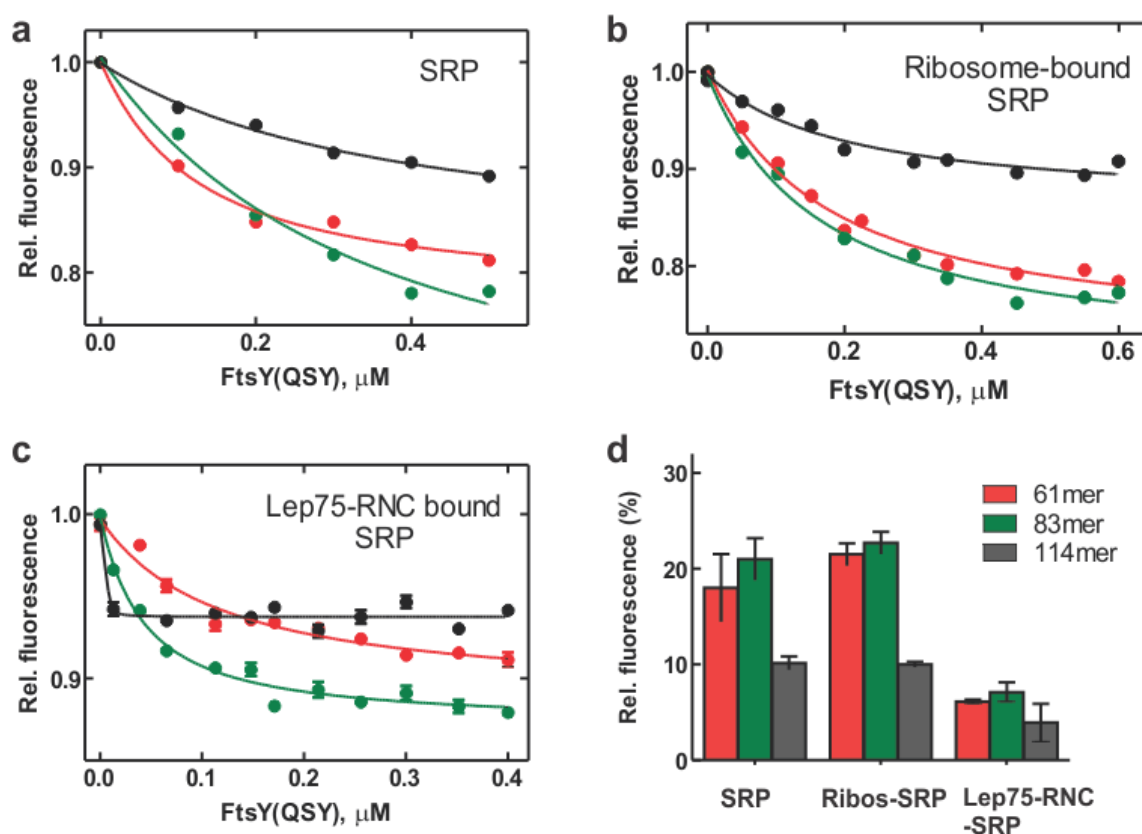 a
SRP
1.0
0.9
0.8
Rel. fluorescence
0.0
0.2
0.4
FtsY(QSY), μM
b
Ribosome-bound
SRP
1.0
0.9
0.8
Rel. fluorescence
0.0
0.2
0.4
0.6
FtsY(QSY), μM
c
Lep75-RNC bound
SRP
1.0
0.9
Rel. fluorescence
0.0
0.1
0.2
0.3
0.4
FtsY(QSY), μM
d
61mer
83mer
114mer
30
20
10
0
Rel. fluorescence (%)
SRP
Ribos-SRP
Lep75-RNC
-SRP